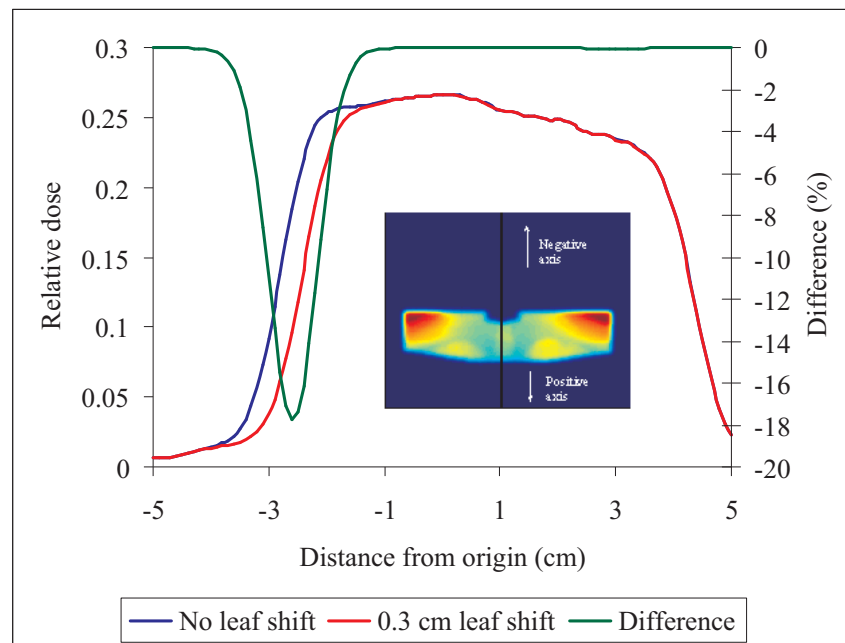 0.3
0.25
0.2
0.15
0.1
0.05
0
Relative dose
0
-2
-4
-6
-8
-10
-12
-14
-16
-18
-20
Difference (%)
Negative
axis
Positive
axis
-5 -3 -1 1 3 5
Distance from origin (cm)
No leaf shift 0.3 cm leaf shift Difference